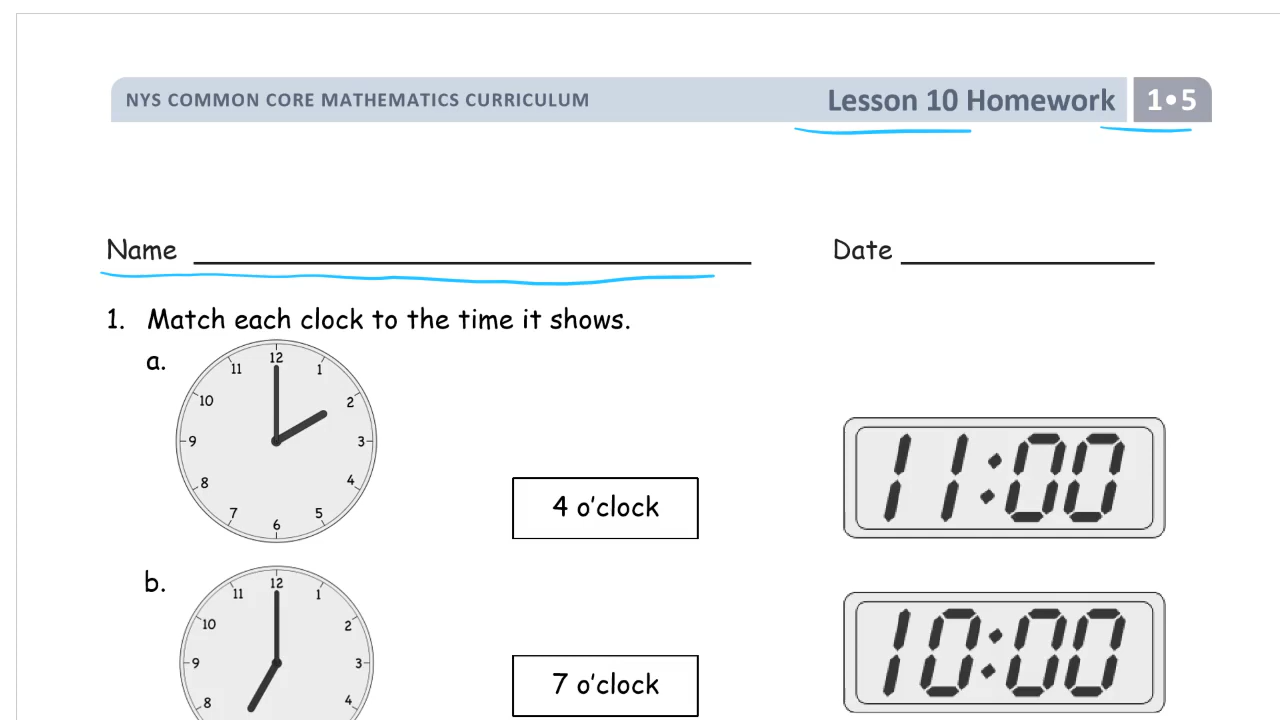 NYS COMMON CORE MATHEMATICS CURRICULUM Lesson 10 Homework 1•5
Name Date
1. Match each clock to the time it shows.
a.
12
11 1
10 2
9 3
8 4
7 5
6
4 o'clock
11:00
b.
12
11 1
10 2
9 3
8 4
7 o'clock
10:00